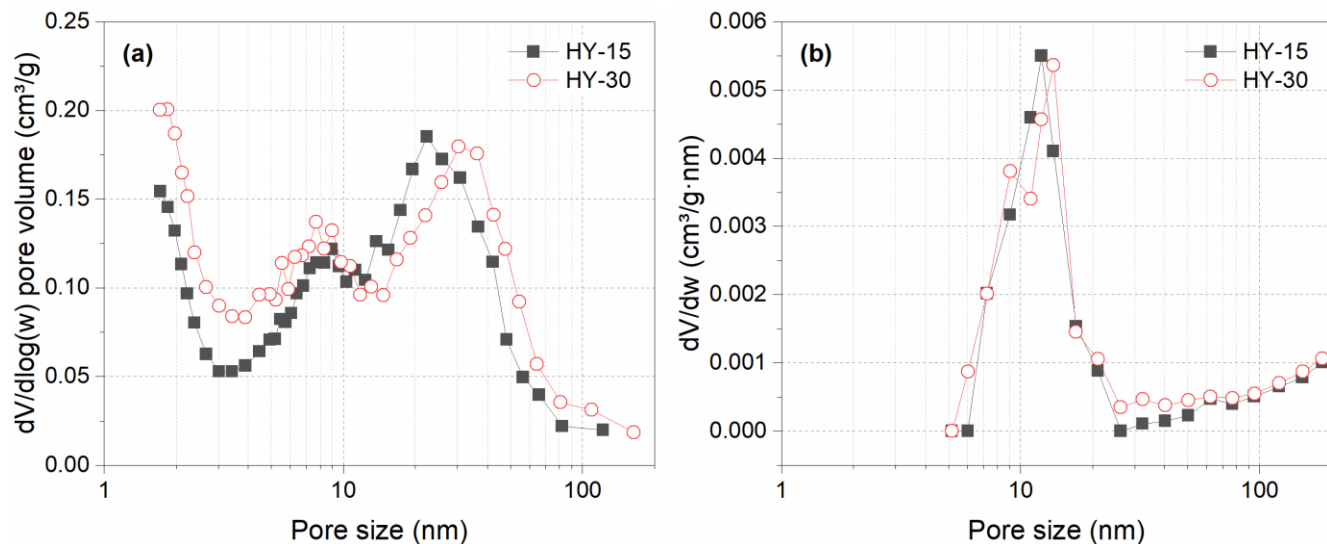 (a)
HY-15
HY-30
dV/dlog(w) pore volume (cm³/g)
0.25
0.20
0.15
0.10
0.05
0.00
1
10
100
Pore size (nm)
(b)
HY-15
HY-30
dV/dw (cm³/g·nm)
0.006
0.005
0.004
0.003
0.002
0.001
0.000
1
10
100
Pore size (nm)